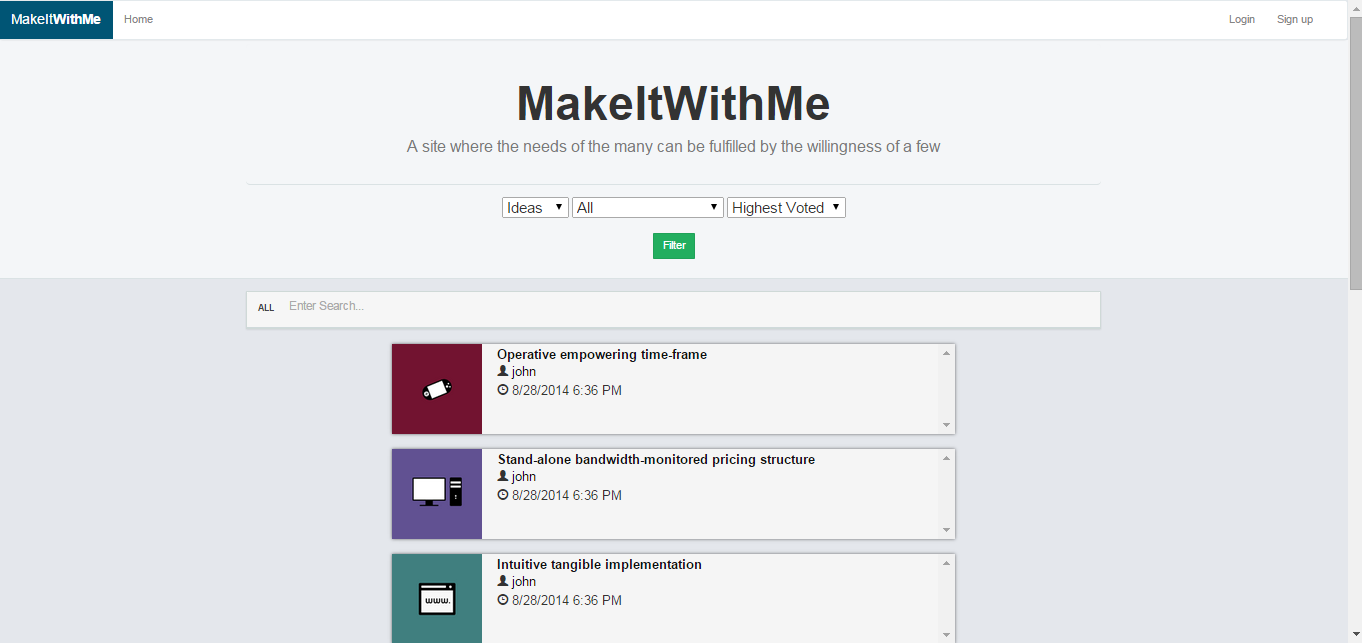 MakeItWithMe Home Login Sign up
MakeItWithMe
A site where the needs of the many can be fulfilled by the willingness of a few
Ideas All Highest Voted
Filter
ALL Enter Search...
Operative empowering time-frame
john
8/28/2014 6:36 PM
Stand-alone bandwidth-monitored pricing structure
john
8/28/2014 6:36 PM
Intuitive tangible implementation
www.
john
8/28/2014 6:36 PM